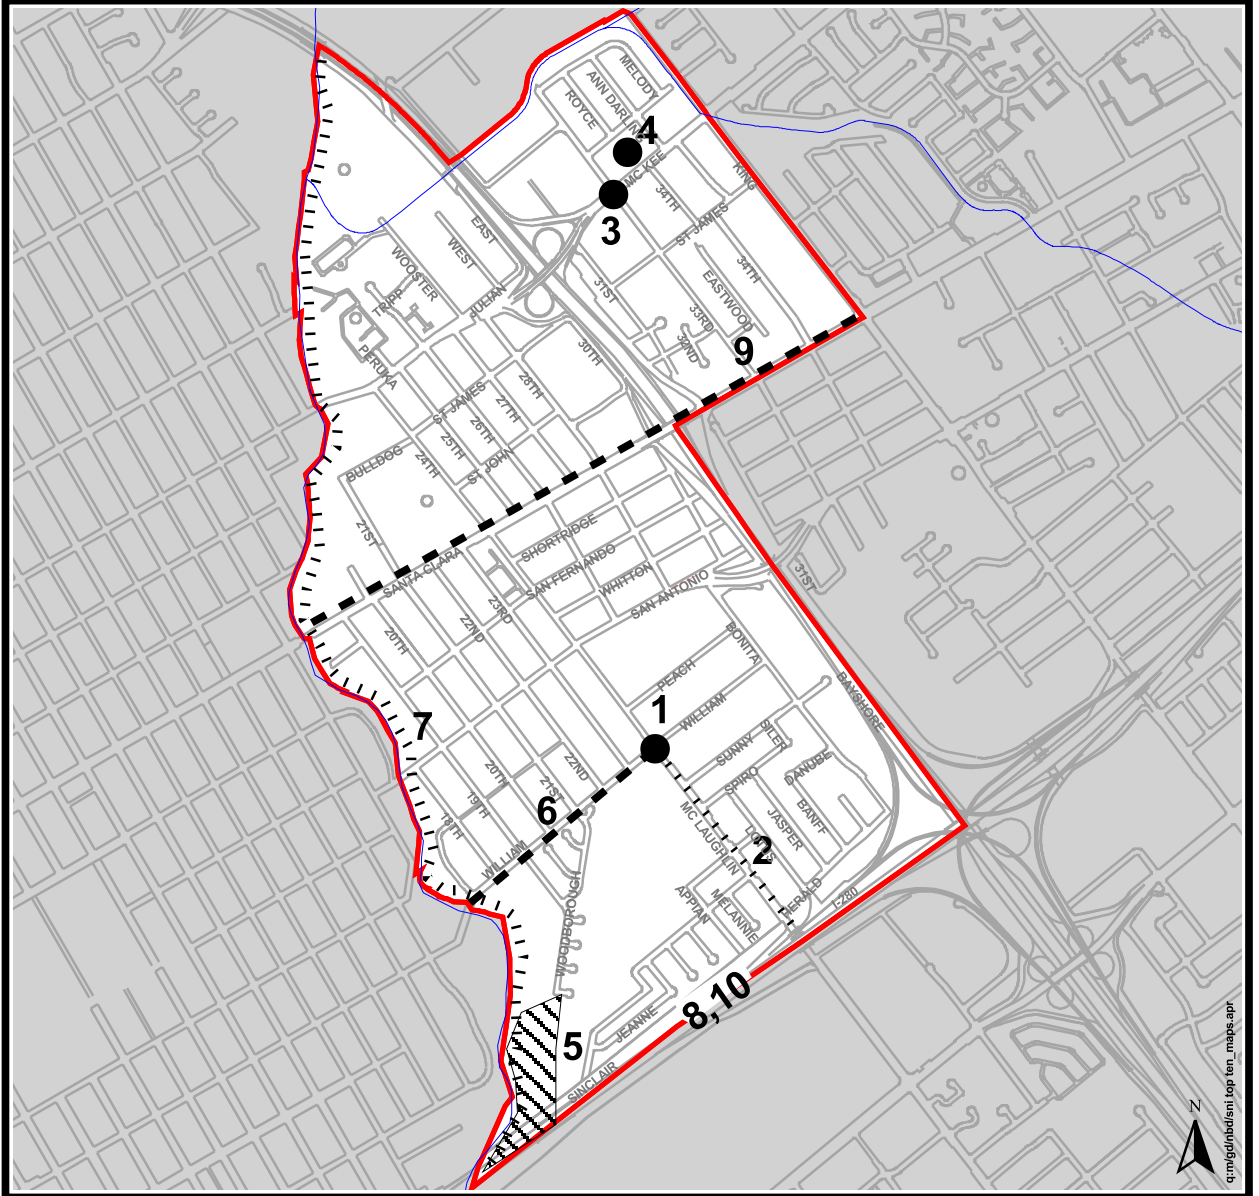 MELODY
ANN DARLING
ROYCE
4
MC KEE
KING
34TH
3
ST JAMES
EAST
WEST
WOOSTER
34TH
TRIPP
JULIAN
31ST
EASTWOOD
33RD
32ND
9
30TH
PERUKA
28TH
ST JAMES
27TH
26TH
25TH
BULLDOG
24TH
ST JOHN
21ST
SHORTRIDGE
SANTA CLARA
SAN FERNANDO
WHITTON
SAN ANTONIO
31ST
23RD
22ND
20TH
BONITA
PEACH
BAYSHORE
1
WILLIAM
7
SILER
SUNNY
DANUBE
22ND
20TH
21ST
SPIRO
19TH
6
18TH
MC LAUGHLIN
JASPER
BANFF
2
WILLIAM
APPIAN
MELANNIE
I-280
WOODBOROUGH
8,10
JEANNE
5
SINCLAIR
N
q:m/gd/nbd/sni top ten_maps.apr